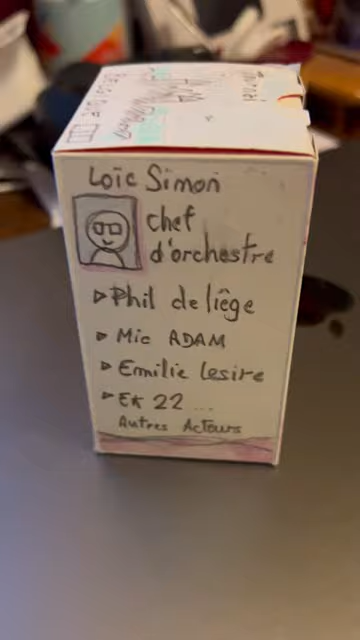 Loïc Simon
chef
d'orchestre
▷ Phil de liège
▷ Mic ADAM
▷ Emilie Lesire
▷ Et 22 ...
Autres Acteurs